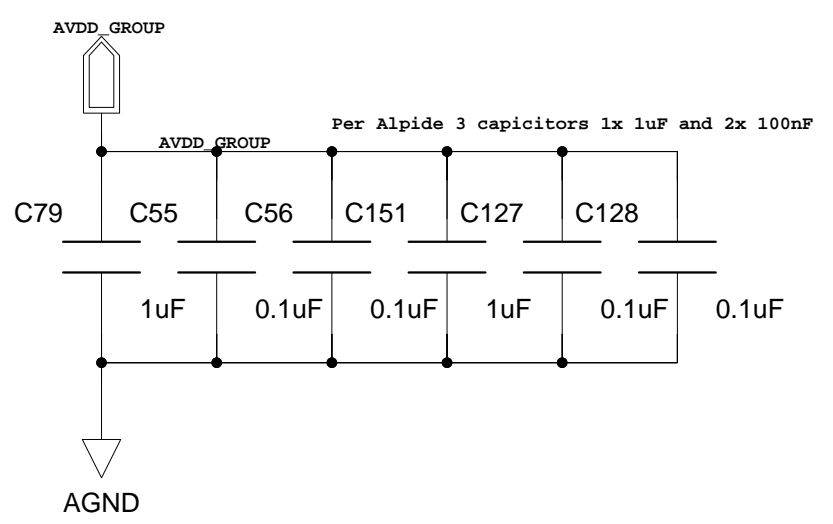 AVDD_GROUP
Per Alpide 3 capicitors 1x 1uF and 2x 100nF
AVDD_GROUP
C79 C55 C56 C151 C127 C128
1uF 0.1uF 0.1uF 1uF 0.1uF 0.1uF
AGND